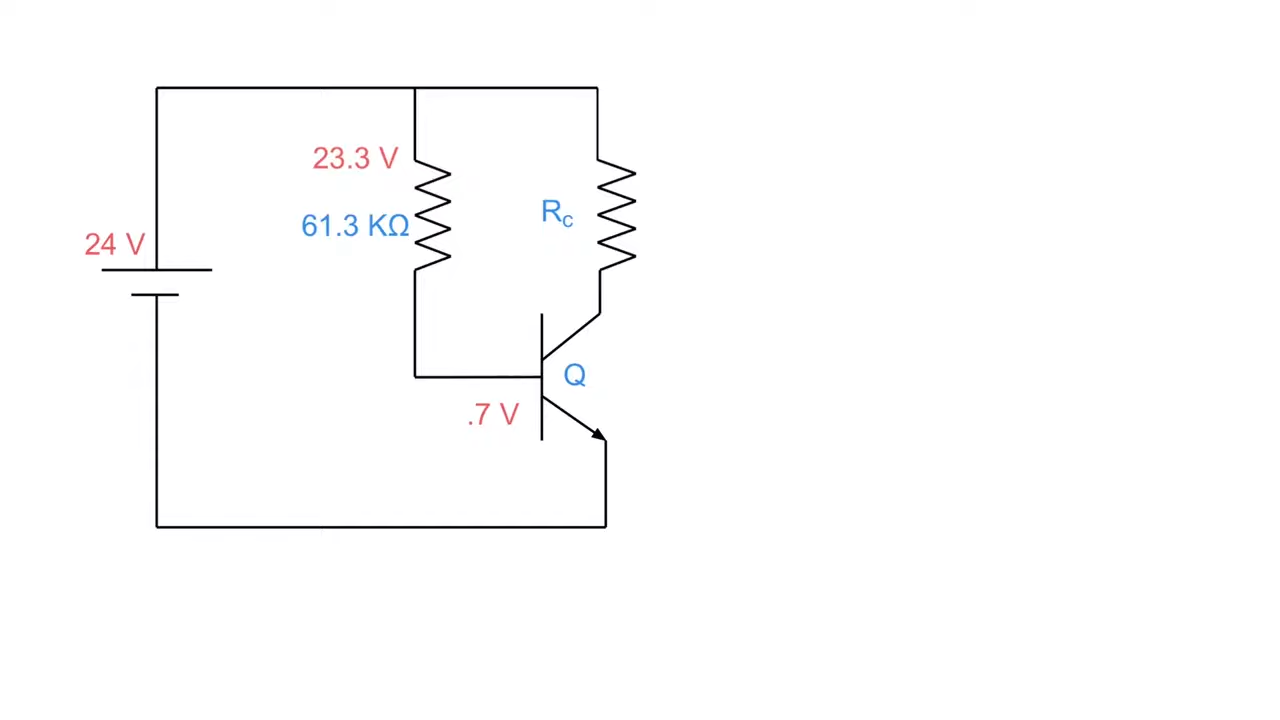 23.3 V
61.3 KΩ
Rc
24 V
Q
.7 V